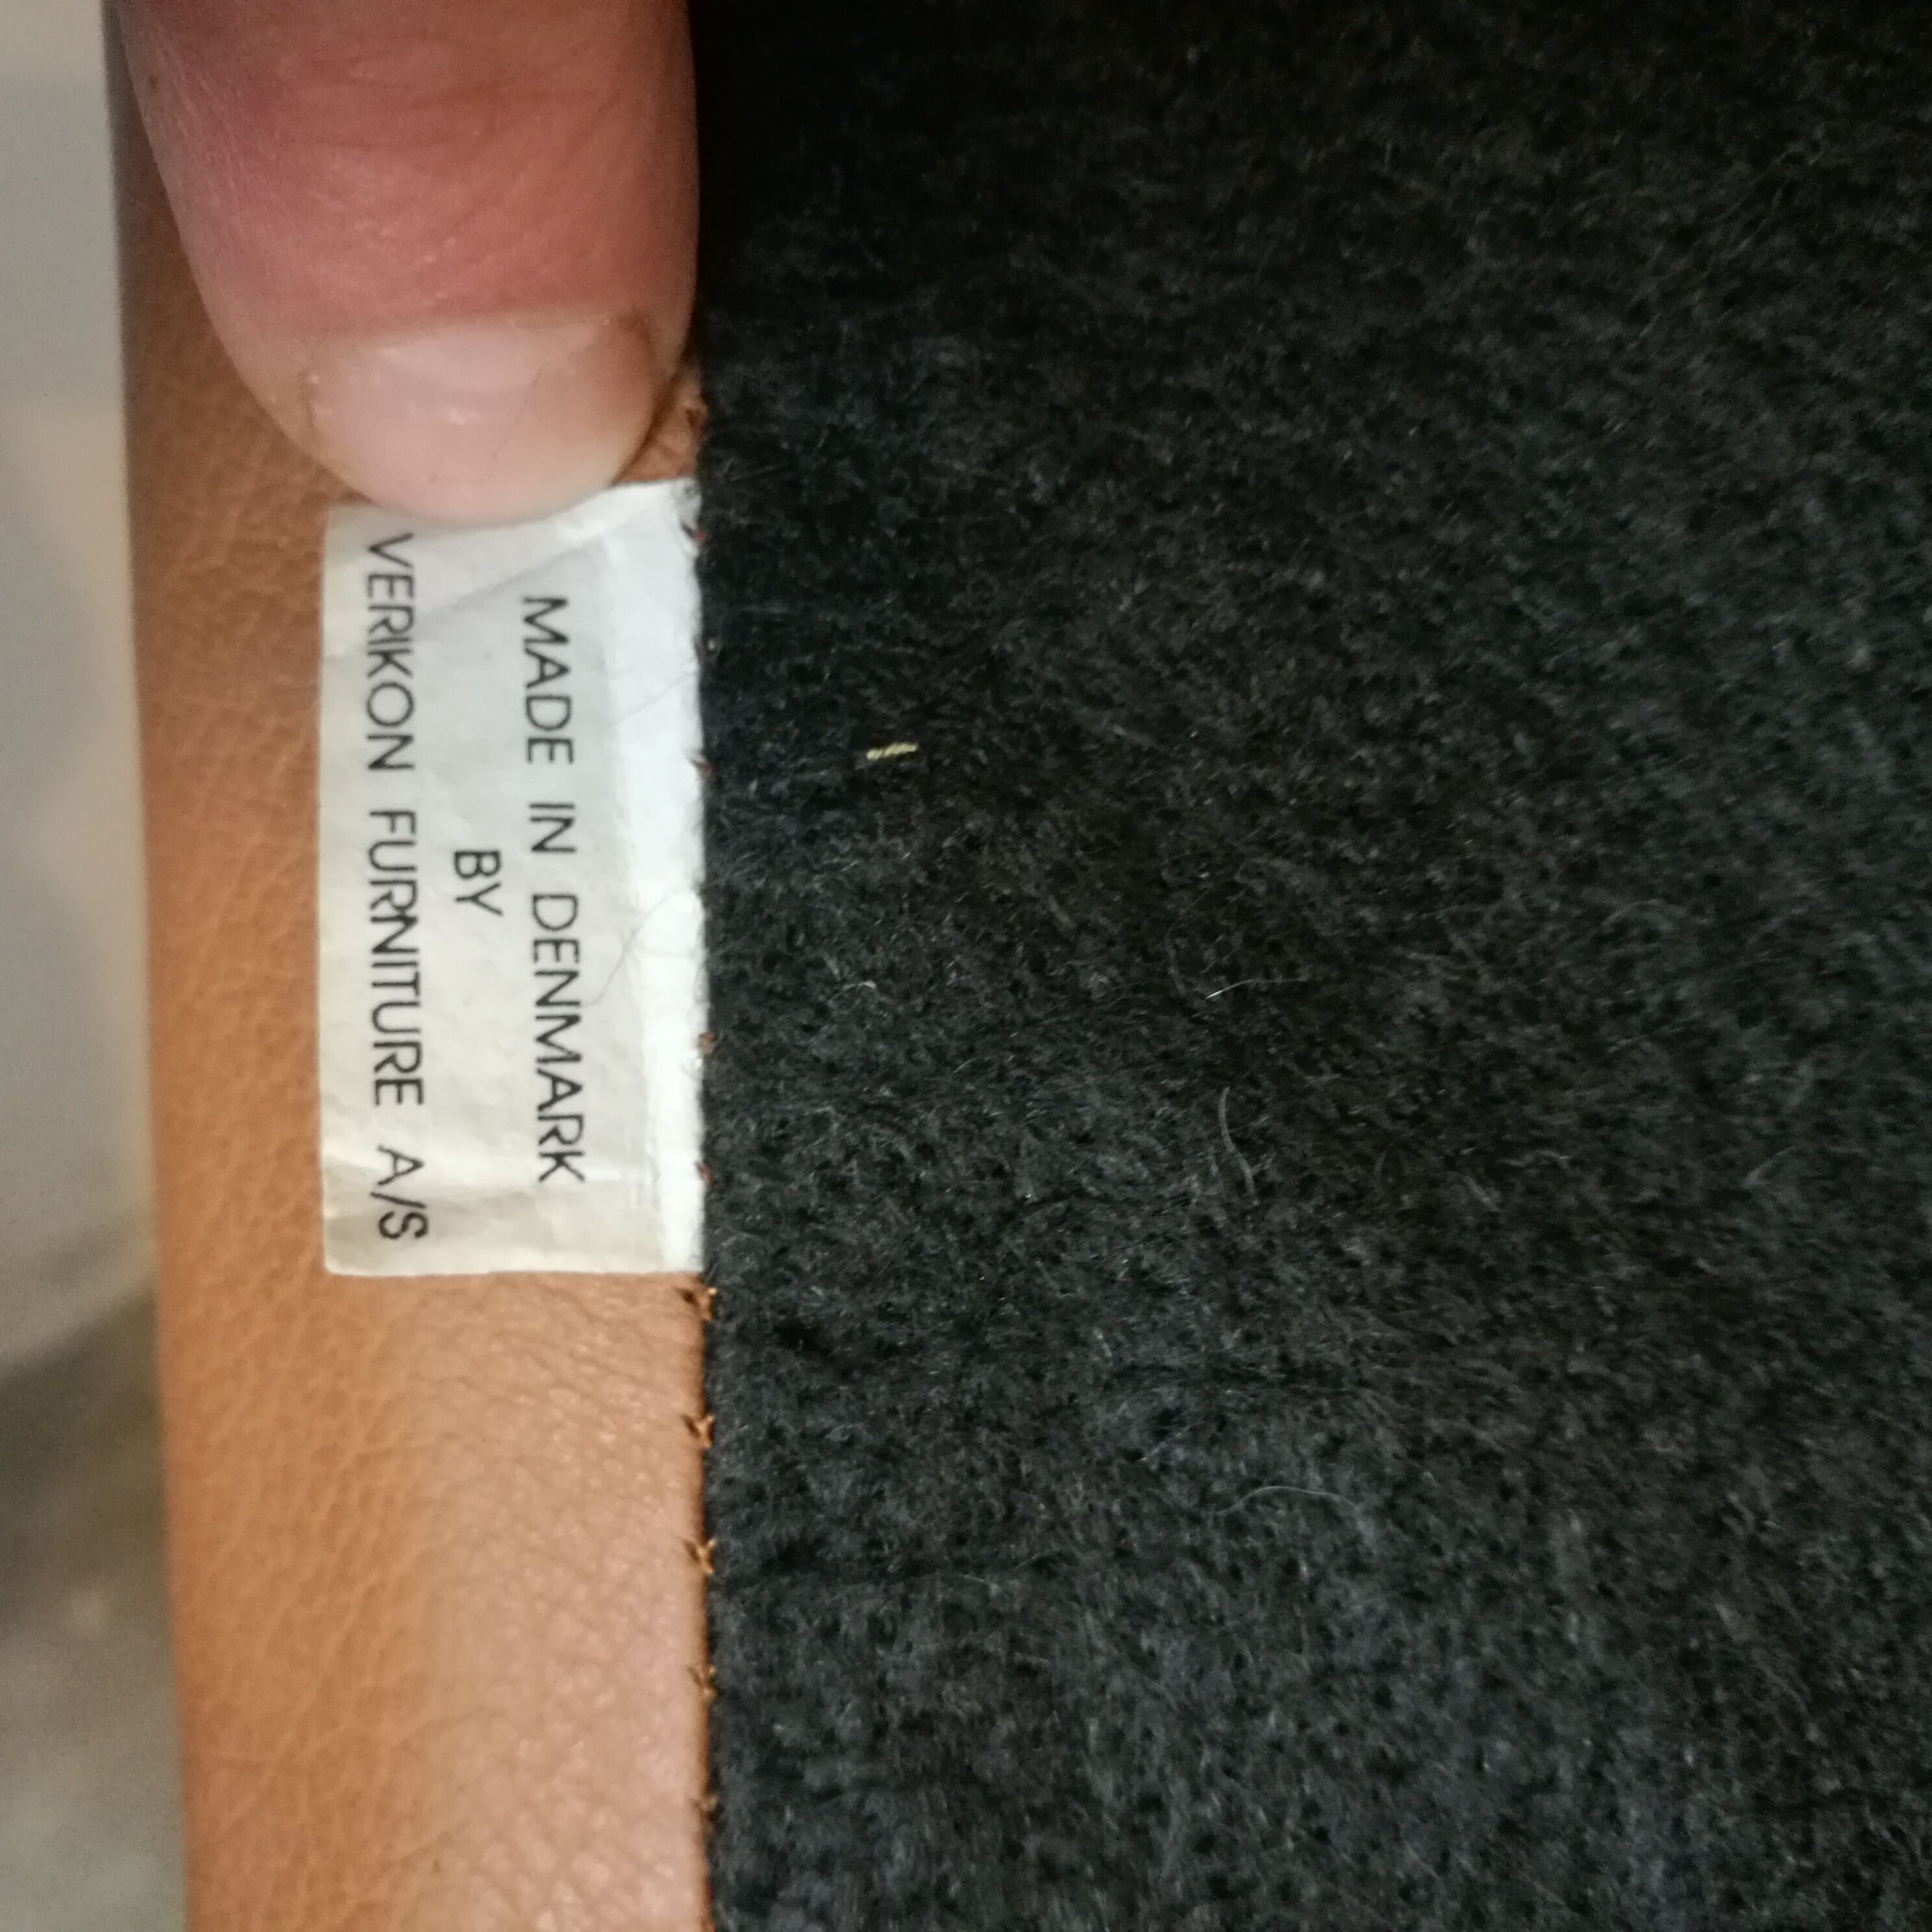 MADE IN DENMARK
BY
VERIKON FURNITURE A/S